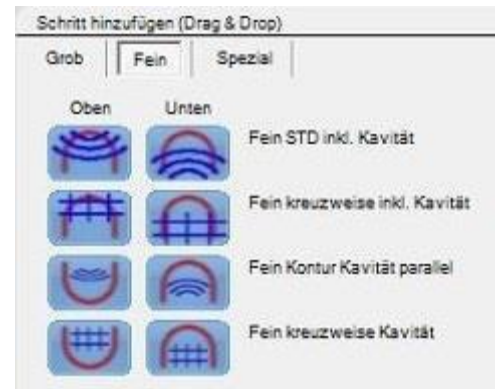 Schritt hinzufügen (Drag & Drop)
Grob Fein Spezial
Oben Unten
Fein STD inkl. Kavität
Fein kreuzweise inkl. Kavität
Fein Kontur Kavität parallel
Fein kreuzweise Kavität